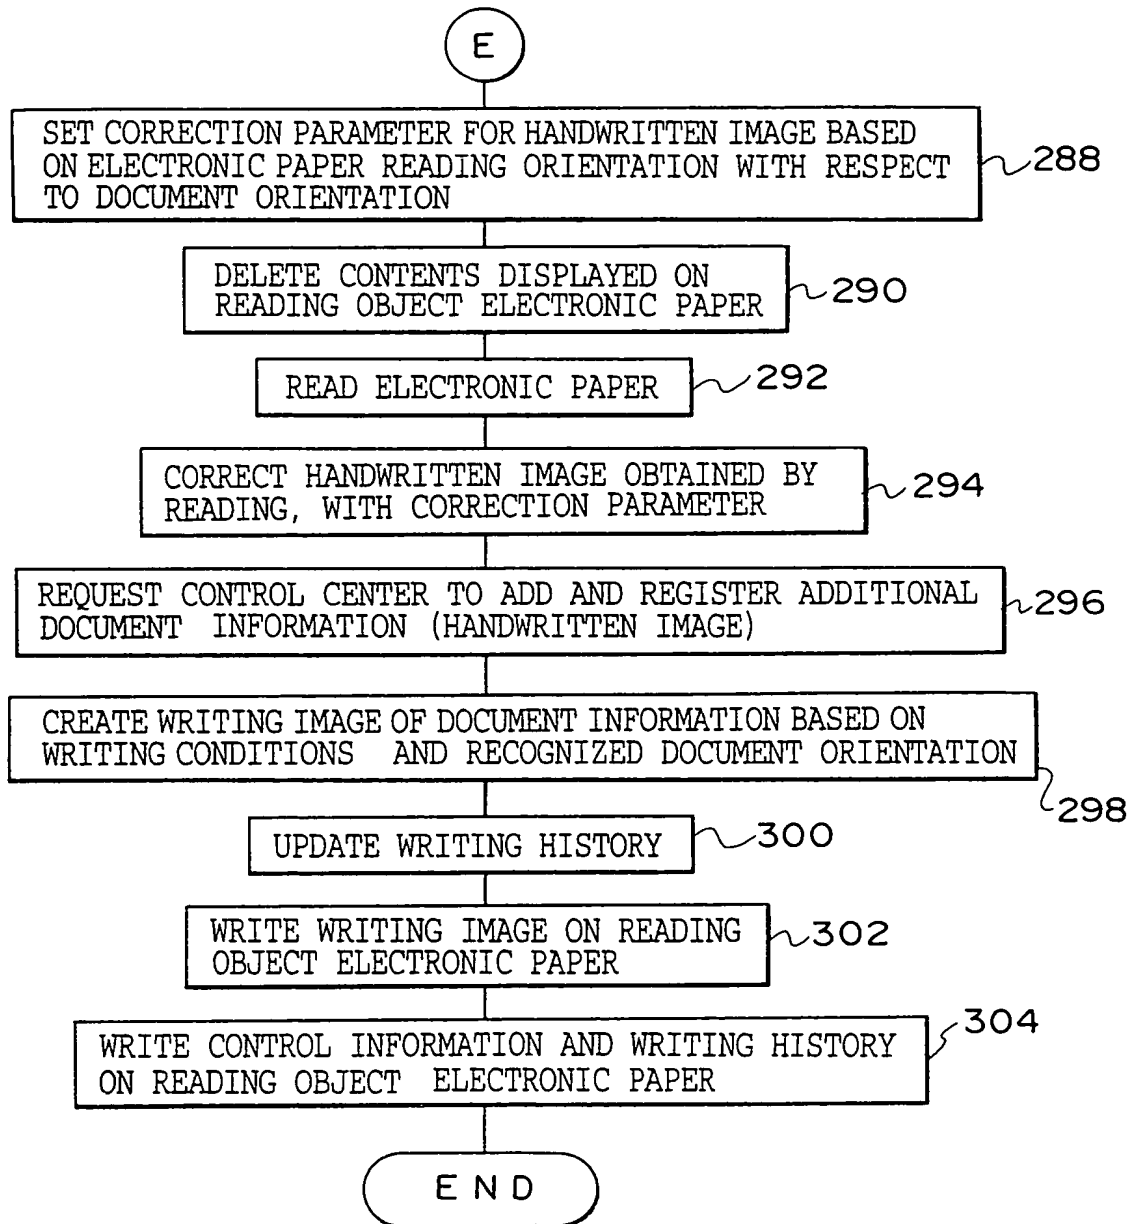 E
SET CORRECTION PARAMETER FOR HANDWRITTEN IMAGE BASED
ON ELECTRONIC PAPER READING ORIENTATION WITH RESPECT
TO DOCUMENT ORIENTATION
288
DELETE CONTENTS DISPLAYED ON
READING OBJECT ELECTRONIC PAPER
290
READ ELECTRONIC PAPER
292
CORRECT HANDWRITTEN IMAGE OBTAINED BY
READING, WITH CORRECTION PARAMETER
294
REQUEST CONTROL CENTER TO ADD AND REGISTER ADDITIONAL
DOCUMENT INFORMATION (HANDWRITTEN IMAGE)
296
CREATE WRITING IMAGE OF DOCUMENT INFORMATION BASED ON
WRITING CONDITIONS AND RECOGNIZED DOCUMENT ORIENTATION
298
UPDATE WRITING HISTORY
300
WRITE WRITING IMAGE ON READING
OBJECT ELECTRONIC PAPER
302
WRITE CONTROL INFORMATION AND WRITING HISTORY
ON READING OBJECT ELECTRONIC PAPER
304
END